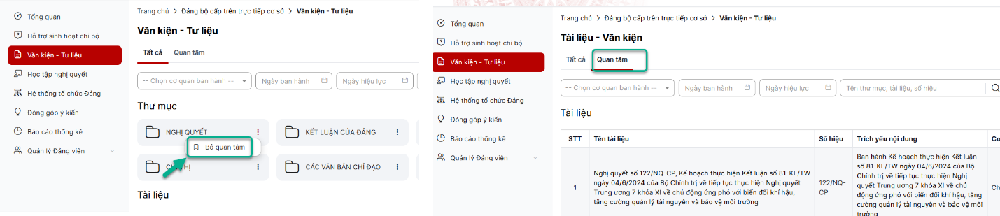 Tổng quan
Hỗ trợ sinh hoạt chi bộ
Văn kiện - Tư liệu
Học tập nghị quyết
Hệ thống tổ chức Đảng
Đóng góp ý kiến
Báo cáo thống kê
Quản lý Đảng viên
Trang chủ > Đảng bộ cấp trên trực tiếp cơ sở > Văn kiện - Tư liệu
Văn kiện - Tư liệu
Tất cả Quan tâm
-- Chọn cơ quan ban hành -- Ngày ban hành Ngày hiệu lực
Thư mục
NGHỊ QUYẾT KẾT LUẬN CỦA ĐẢNG
Bỏ quan tâm
CÁC VĂN BẢN CHỈ ĐẠO
Tài liệu
Tổng quan
Hỗ trợ sinh hoạt chi bộ
Văn kiện - Tư liệu
Học tập nghị quyết
Hệ thống tổ chức Đảng
Đóng góp ý kiến
Báo cáo thống kê
Quản lý Đảng viên
Trang chủ > Đảng bộ cấp trên trực tiếp cơ sở > Văn kiện - Tư liệu
Tài liệu - Văn kiện
Tất cả Quan tâm
-- Chọn cơ quan ban hành -- Ngày ban hành Ngày hiệu lực Tên thư mục, tài liệu, số hiệu
Tài liệu
STT Tên tài liệu Số hiệu Trích yếu nội dung
1
Nghị quyết số 122/NQ-CP, Kế hoạch thực hiện Kết luận số 81-KL/TW
ngày 04/6/2024 của Bộ Chính trị về tiếp tục thực hiện Nghị quyết
Trung ương 7 khóa XI về chủ động ứng phó với biến đổi khí hậu,
tăng cường quản lý tài nguyên và bảo vệ môi trường
122/NQ-
CP
Ban hành Kế hoạch thực hiện Kết luận
số 81-KL/TW ngày 04/6/2024 của Bộ
Chính trị về tiếp tục thực hiện Nghị
quyết Trung ương 7 khóa XI về chủ
động ứng phó với biến đổi khí hậu, tăng
cường quản lý tài nguyên và bảo vệ môi
trường